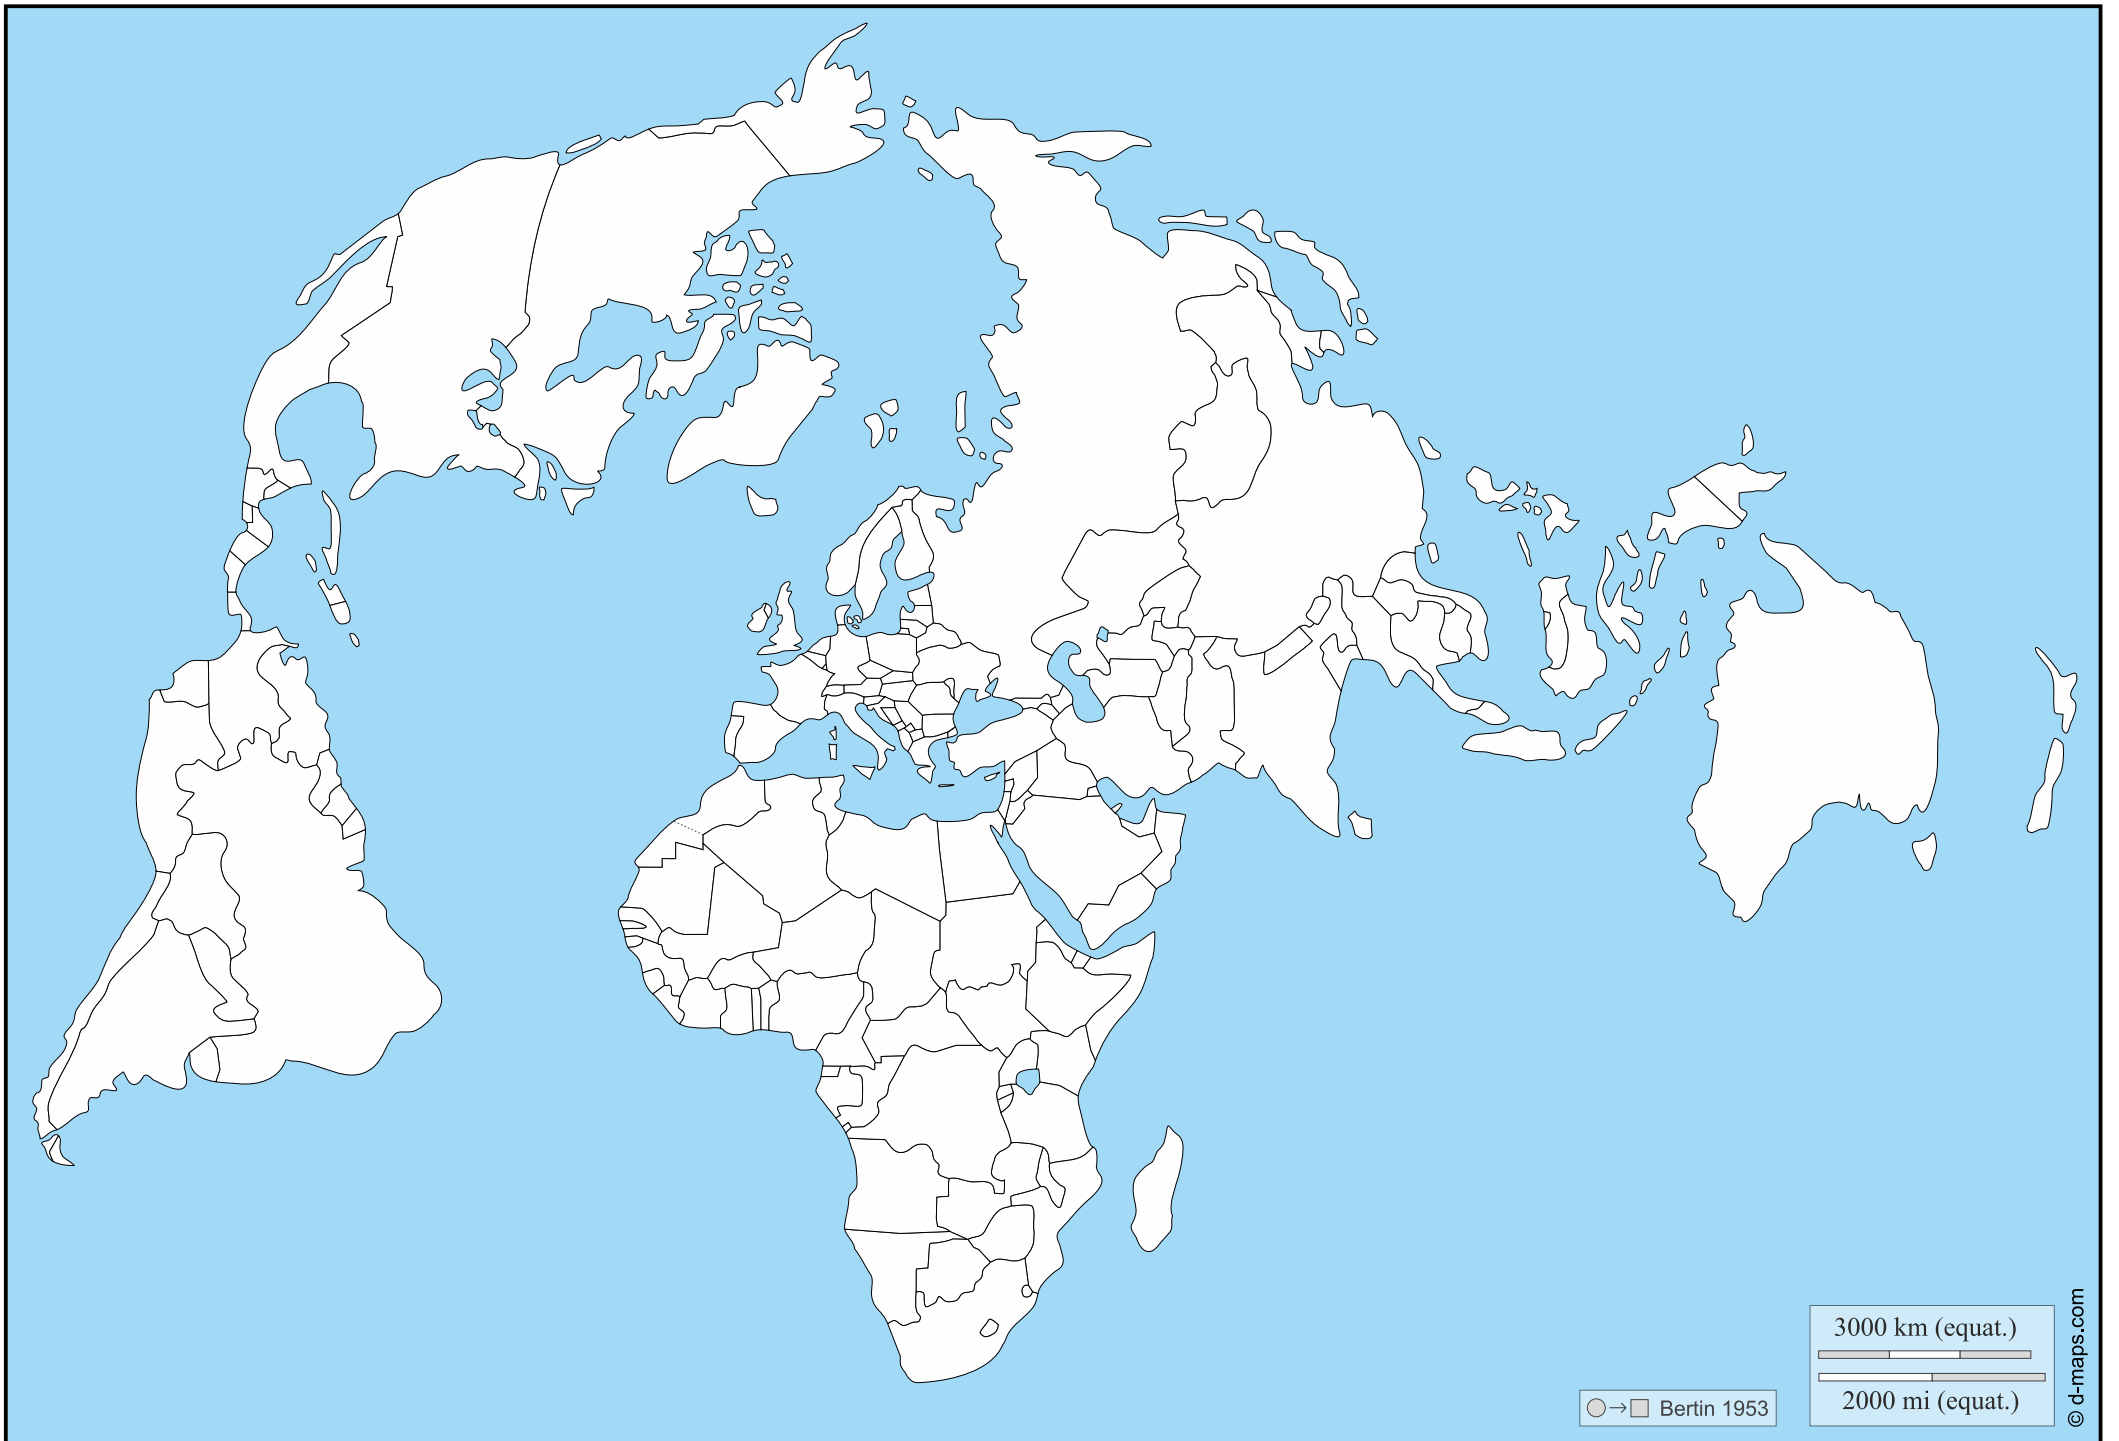 3000 km (equat.)
2000 mi (equat.)
Bertin 1953
© d-maps.com